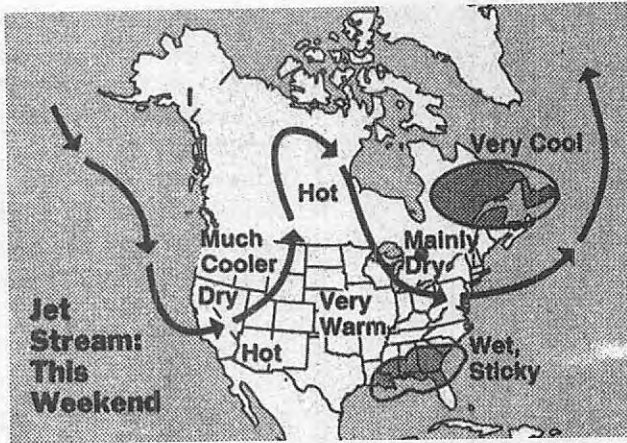 Very Cool
Hot
Much
Cooler
Mainly
Dry
Dry
Very
Warm
Hot
Wet,
Sticky
Jet
Stream:
This
Weekend